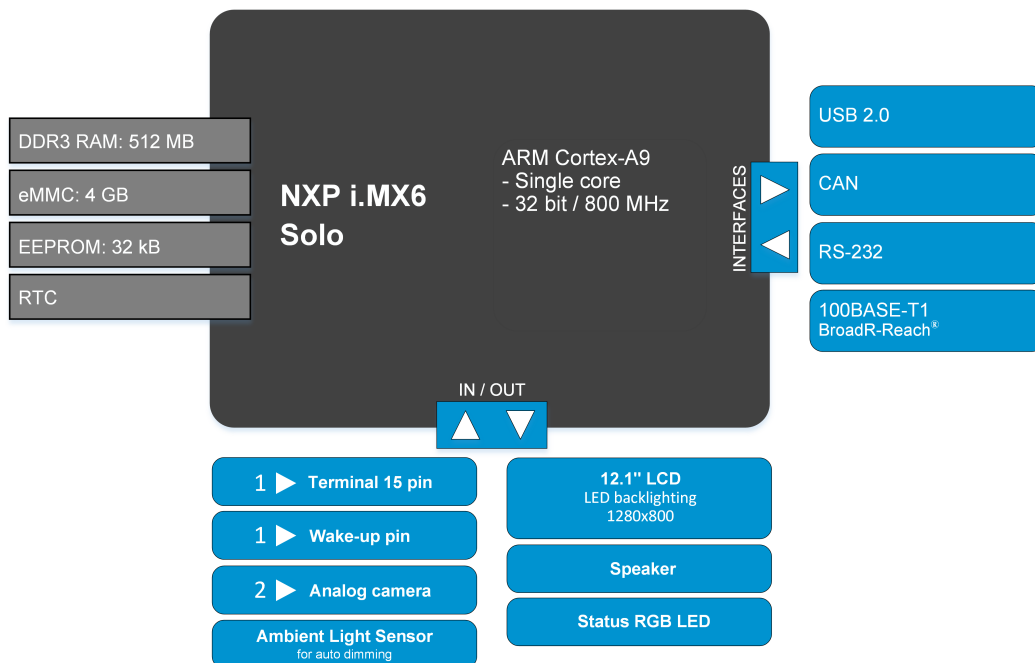 DDR3 RAM: 512 MB
eMMC: 4 GB
EEPROM: 32 kB
RTC
NXP i.MX6
Solo
ARM Cortex-A9
- Single core
- 32 bit / 800 MHz
INTERFACES
USB 2.0
CAN
RS-232
100BASE-T1
BroadR-Reach®
IN / OUT
1 ▶ Terminal 15 pin
1 ▶ Wake-up pin
2 ▶ Analog camera
Ambient Light Sensor
for auto dimming
12.1" LCD
LED backlighting
1280x800
Speaker
Status RGB LED